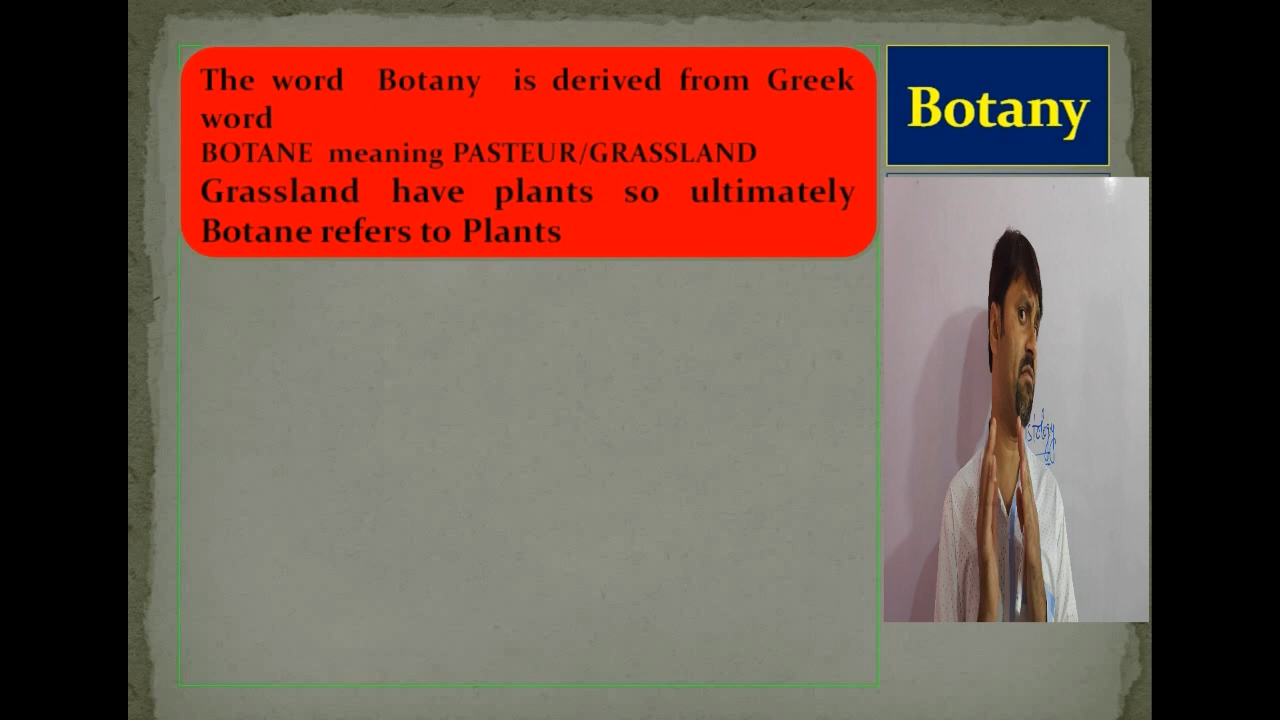 The word Botany is derived from Greek
word
BOTANE meaning PASTEUR/GRASSLAND
Grassland have plants so ultimately
Botane refers to Plants
Botany